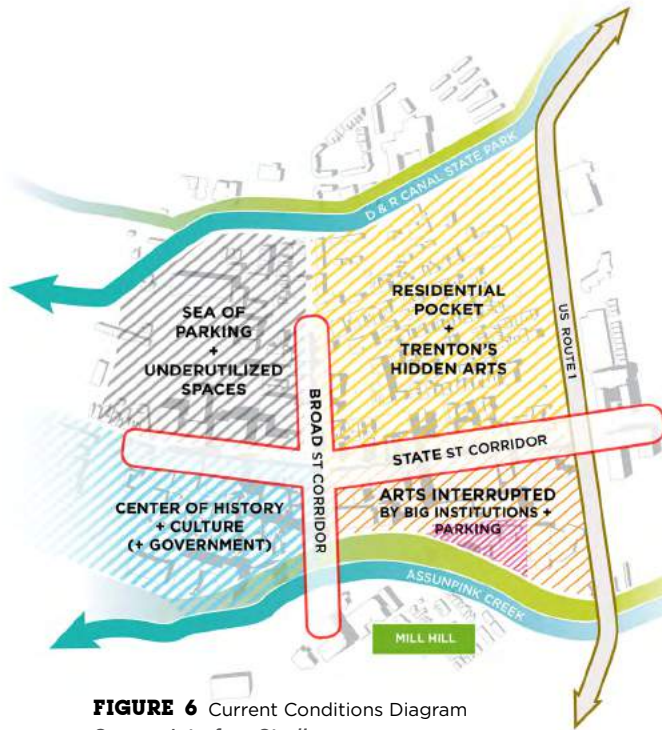 D & R CANAL STATE PARK
SEA OF
PARKING
+
UNDERUTILIZED
SPACES
RESIDENTIAL
POCKET
+
TRENTON'S
HIDDEN ARTS
US ROUTE 1
BROAD ST CORRIDOR
STATE ST CORRIDOR
CENTER OF HISTORY
+ CULTURE
(+ GOVERNMENT)
ARTS INTERRUPTED
BY BIG INSTITUTIONS +
PARKING
ASSUNPINK CREEK
MILL HILL
FIGURE 6 Current Conditions Diagram